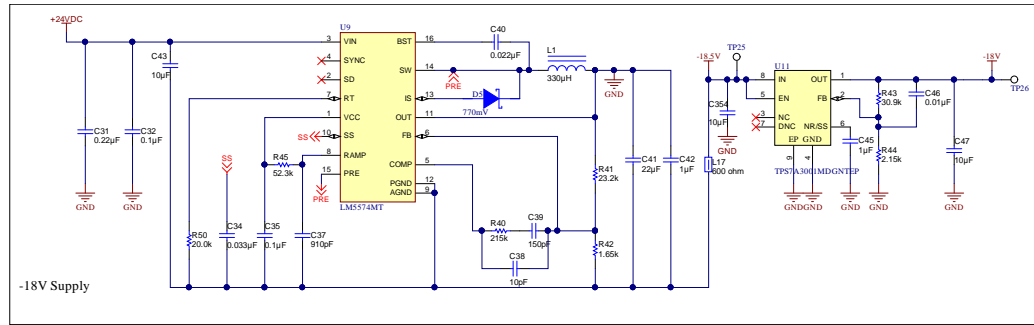 +24VDC
C43
10µF
C31
0.22µF
C32
0.1µF
GND
GND
R50
20.0k
SS
C34
0.033µF
C35
0.1µF
R45
52.3k
C37
910pF
SS
PRE
U9
3 VIN
4 SYNC
2 SD
7 RT
1 VCC
10 SS
8 RAMP
15 PRE
BST 16
SW 14
IS 13
OUT 11
FB 6
COMP 5
PGND 12
AGND 9
LM5574MT
C40
0.022µF
PRE
D5
770mV
L1
330µH
GND
R41
23.2k
R42
1.65k
R40
215k
C39
150pF
C38
10pF
C41
22µF
C42
1µF
L17
600 ohm
-18.5V
TP25
C354
10µF
GND
U11
8 IN
5 EN
3 NC
7 DNC
OUT 1
FB 2
NR/SS 6
EP GND
9 4
TPS7A3001MDGNTEP
GND
GND
C45
1µF
GND
R43
30.9k
R44
2.15k
GND
C46
0.01µF
C47
10µF
GND
-18V
TP26
-18V Supply